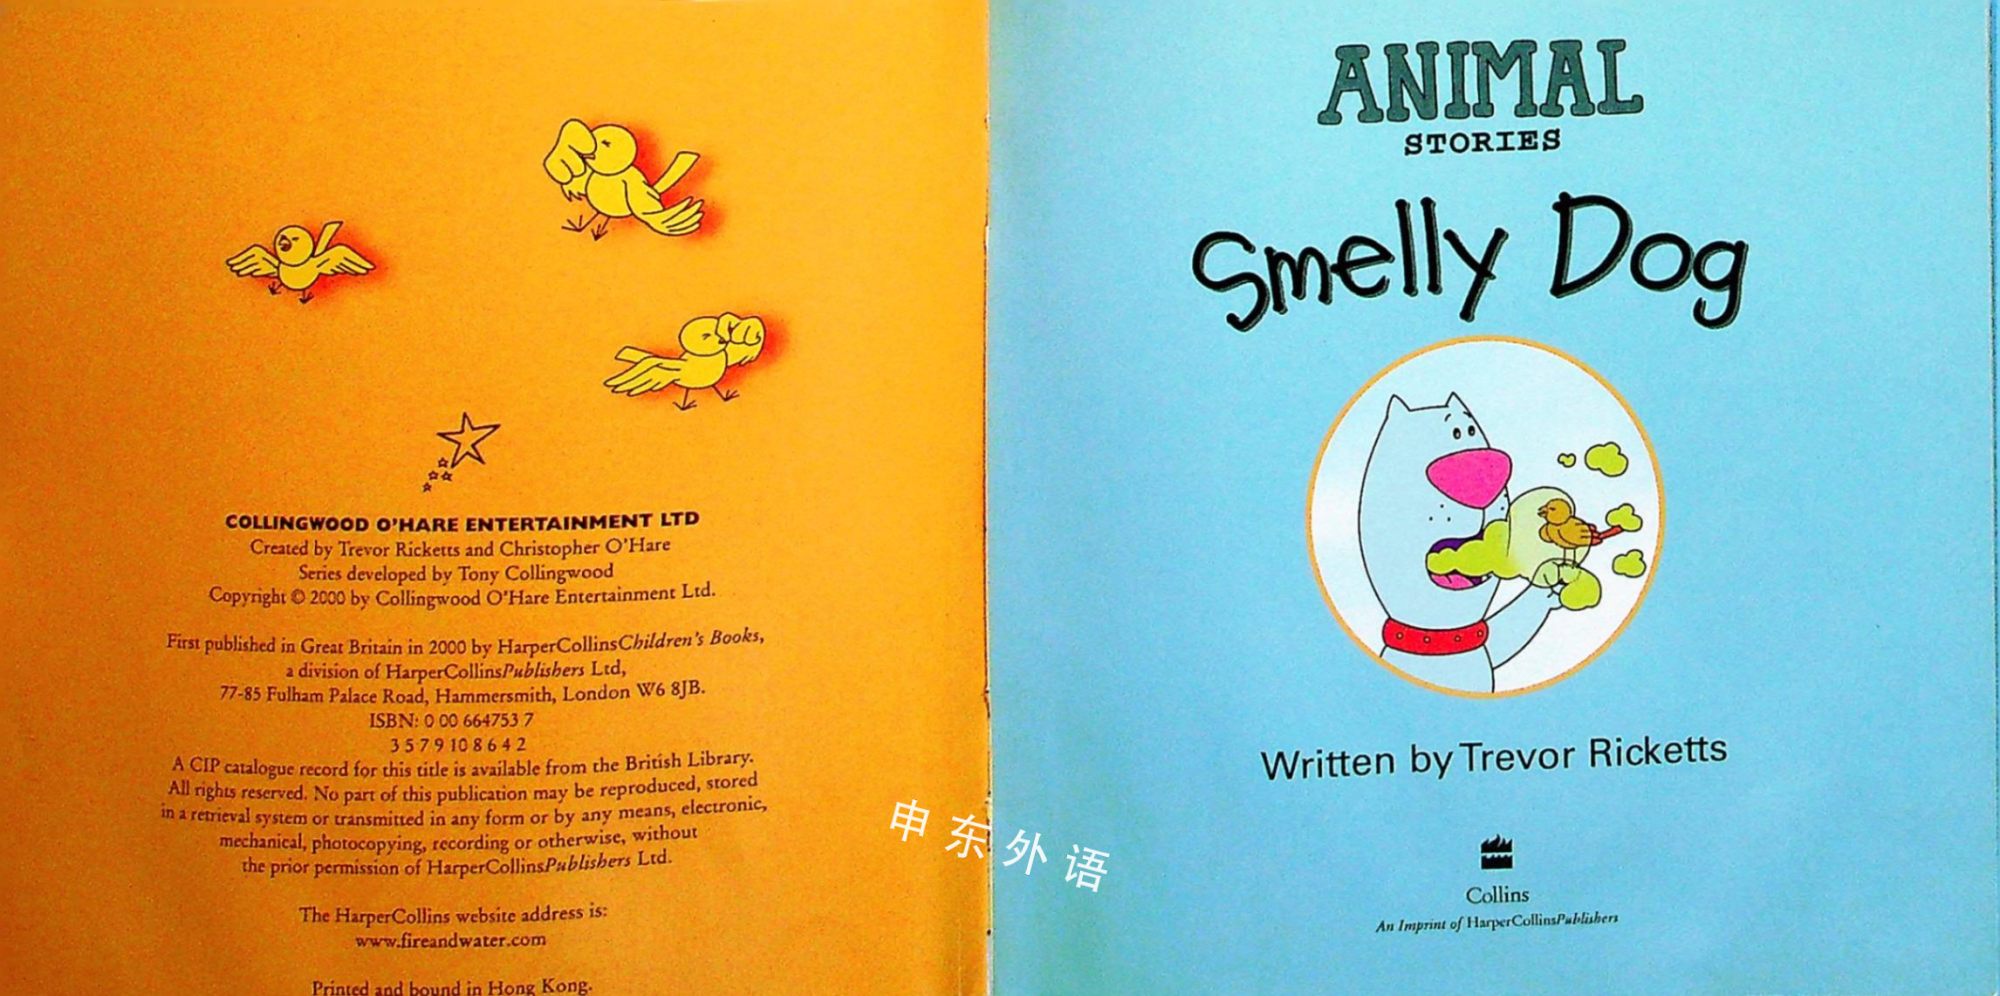 COLLINGWOOD O'HARE ENTERTAINMENT LTD
Created by Trevor Ricketts and Christopher O'Hare
Series developed by Tony Collingwood
Copyright © 2000 by Collingwood O'Hare Entertainment Ltd.
First published in Great Britain in 2000 by HarperCollinsChildren's Books,
a division of HarperCollinsPublishers Ltd,
77-85 Fulham Palace Road, Hammersmith, London W6 8JB.
ISBN: 0 00 664753 7
3 5 7 9 10 8 6 4 2
A CIP catalogue record for this title is available from the British Library.
All rights reserved. No part of this publication may be reproduced, stored
in a retrieval system or transmitted in any form or by any means, electronic,
mechanical, photocopying, recording or otherwise, without
the prior permission of HarperCollinsPublishers Ltd.
The HarperCollins website address is:
www.fireandwater.com
Printed and bound in Hong Kong.
申东外语
ANIMAL
STORIES
Smelly Dog
Written by Trevor Ricketts
Collins
An Imprint of HarperCollinsPublishers